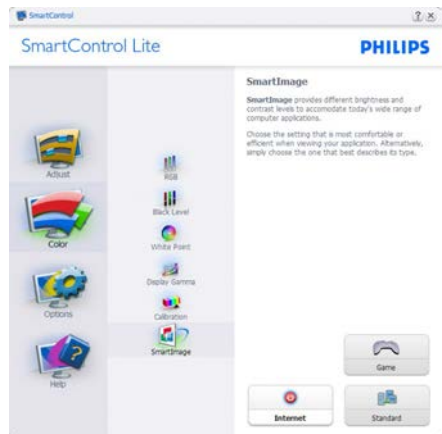 SmartControl
SmartControl Lite
PHILIPS
Adjust
Color
Options
Help
RGB
Black Level
White Point
Display Gamma
Calibration
SmartImage
SmartImage
SmartImage provides different brightness and
contrast levels to accomodate today's wide range of
computer applications.
Choose the setting that is most comfortable or
efficient when viewing your application. Alternatively,
simply choose the one that best describes its type.
Game
Internet
Standard